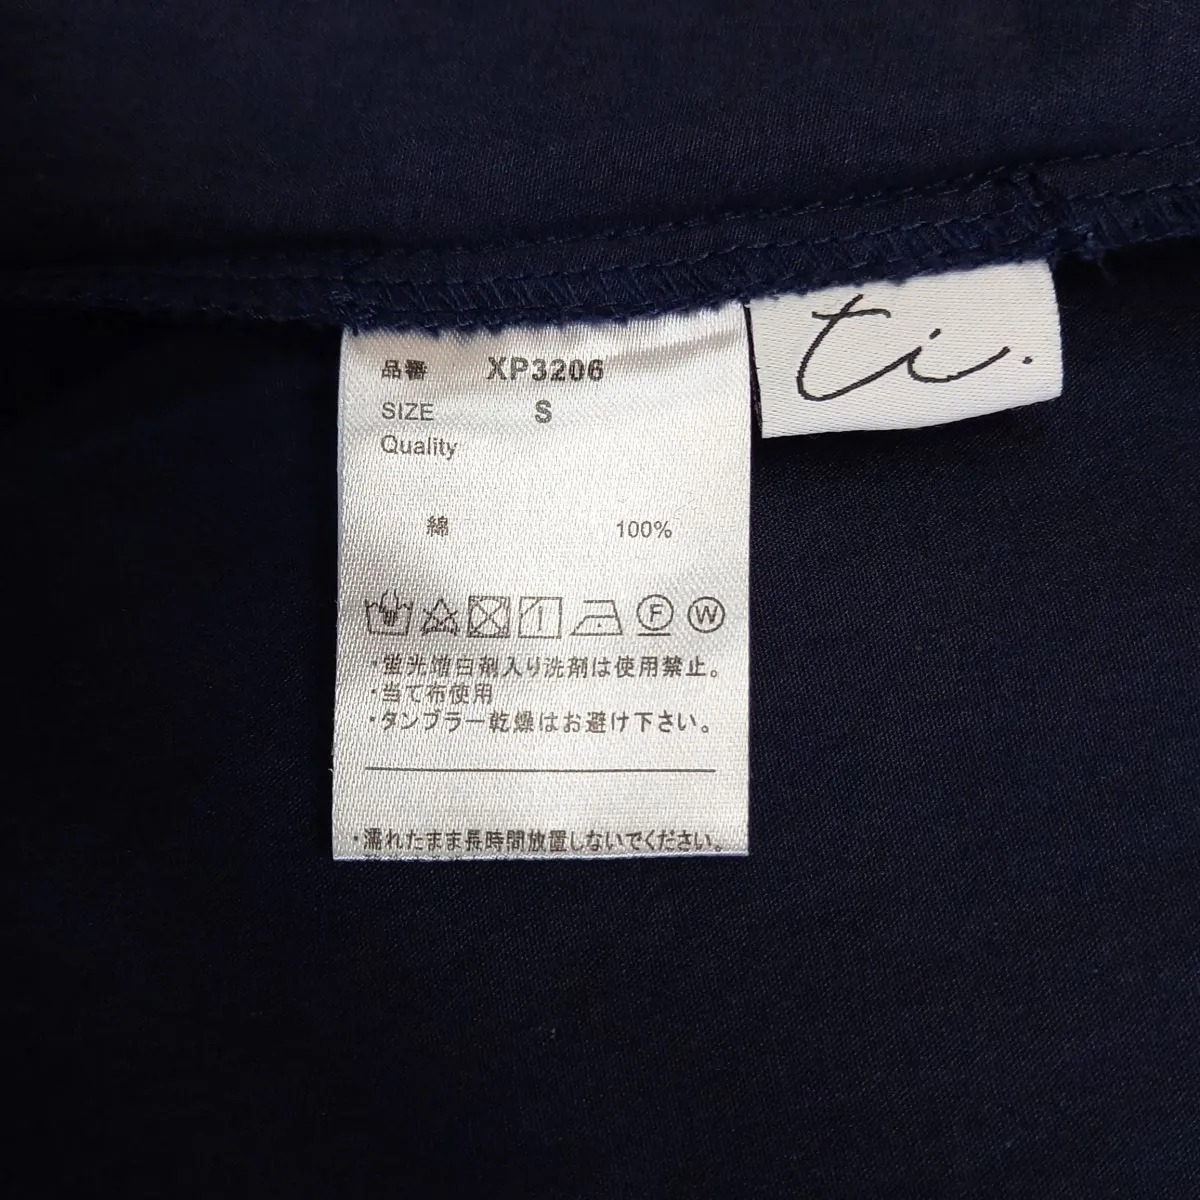 品番 XP3206
SIZE S
Quality
綿 100%
F W
・蛍光増白剤入り洗剤は使用禁止。
・当て布使用
・タンブラー乾燥はお避け下さい。
・濡れたまま長時間放置しないでください。
ti.